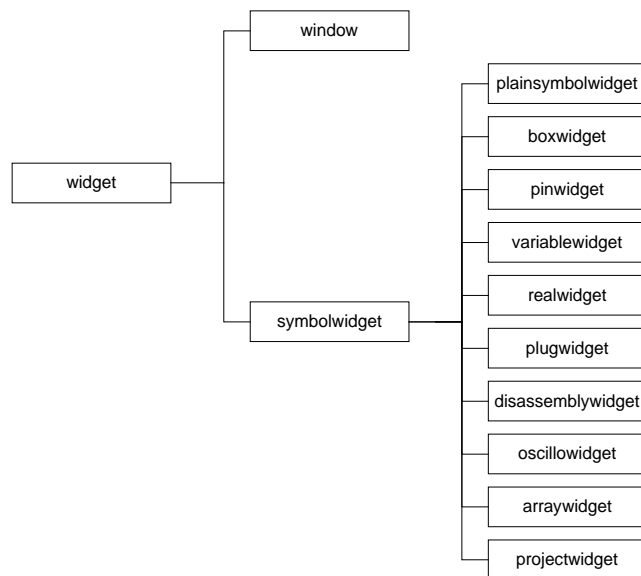 window
plainsymbolwidget
boxwidget
widget
pinwidget
variablewidget
realwidget
symbolwidget
plugwidget
disassemblywidget
oscillowidget
arraywidget
projectwidget